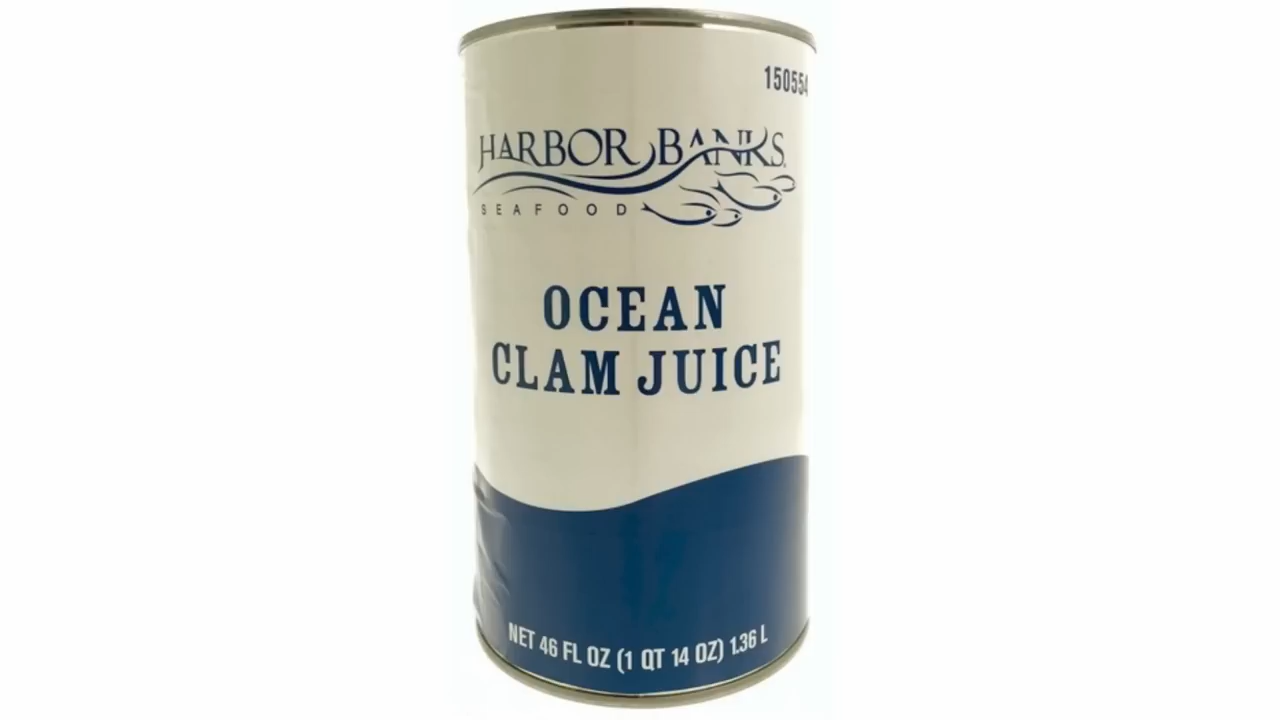 150554
HARBOR BANKS.
SEAFOOD
OCEAN
CLAM JUICE
NET 46 FL OZ (1 QT 14 OZ) 1.36 L